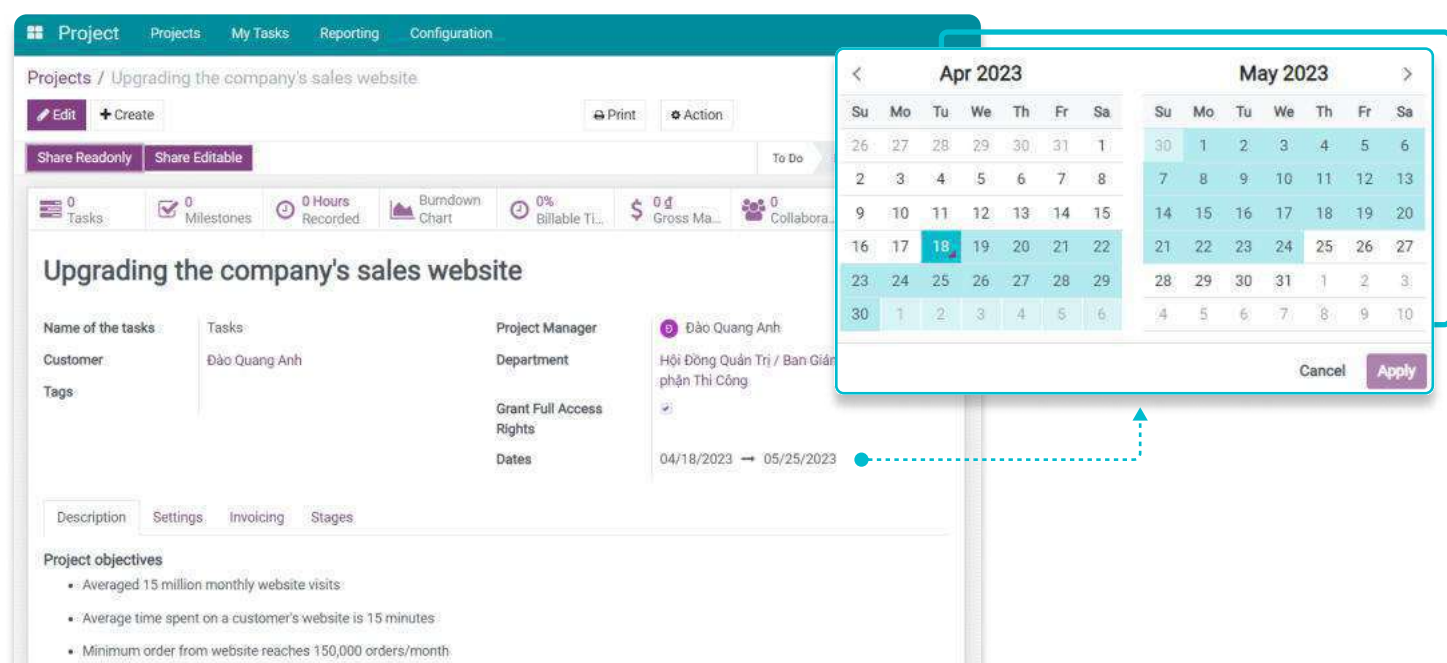 Project Projects My Tasks Reporting Configuration
Projects / Upgrading the company's sales website
Edit Create Print Action
Share Readonly Share Editable To Do
0 Tasks
0 Milestones
0 Hours Recorded
Burndown Chart
0% Billable Ti...
0 ₫ Gross Ma...
0 Collabora...
Upgrading the company's sales website
Name of the tasks Tasks
Customer Đào Quang Anh
Tags
Project Manager Đ Đào Quang Anh
Department Hội Đồng Quản Trị / Ban Giám
phận Thi Công
Grant Full Access
Rights
Dates 04/18/2023 → 05/25/2023
Description Settings Invoicing Stages
Project objectives
• Averaged 15 million monthly website visits
• Average time spent on a customer's website is 15 minutes
• Minimum order from website reaches 150,000 orders/month
< Apr 2023
Su Mo Tu We Th Fr Sa
26 27 28 29 30 31 1
2 3 4 5 6 7 8
9 10 11 12 13 14 15
16 17 18 19 20 21 22
23 24 25 26 27 28 29
30 1 2 3 4 5 6
May 2023 >
Su Mo Tu We Th Fr Sa
30 1 2 3 4 5 6
7 8 9 10 11 12 13
14 15 16 17 18 19 20
21 22 23 24 25 26 27
28 29 30 31 1 2 3
4 5 6 7 8 9 10
Cancel Apply